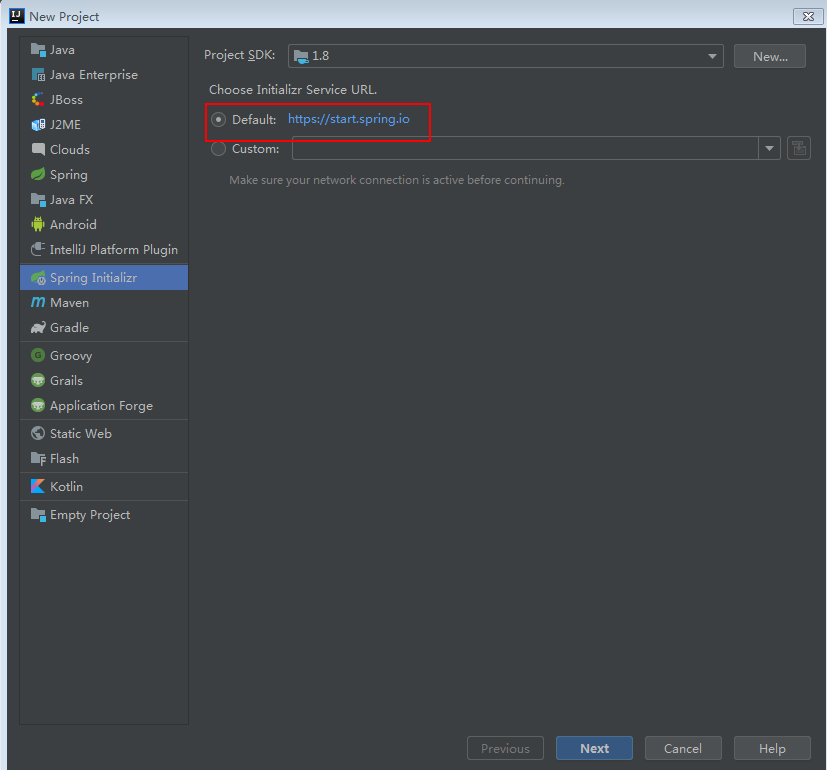 New Project
Java
Java Enterprise
JBoss
J2ME
Clouds
Spring
Java FX
Android
IntelliJ Platform Plugin
Spring Initializr
Maven
Gradle
Groovy
Grails
Application Forge
Static Web
Flash
Kotlin
Empty Project
Project SDK: 1.8 New...
Choose Initializr Service URL.
Default: https://start.spring.io
Custom:
Make sure your network connection is active before continuing.
Previous Next Cancel Help